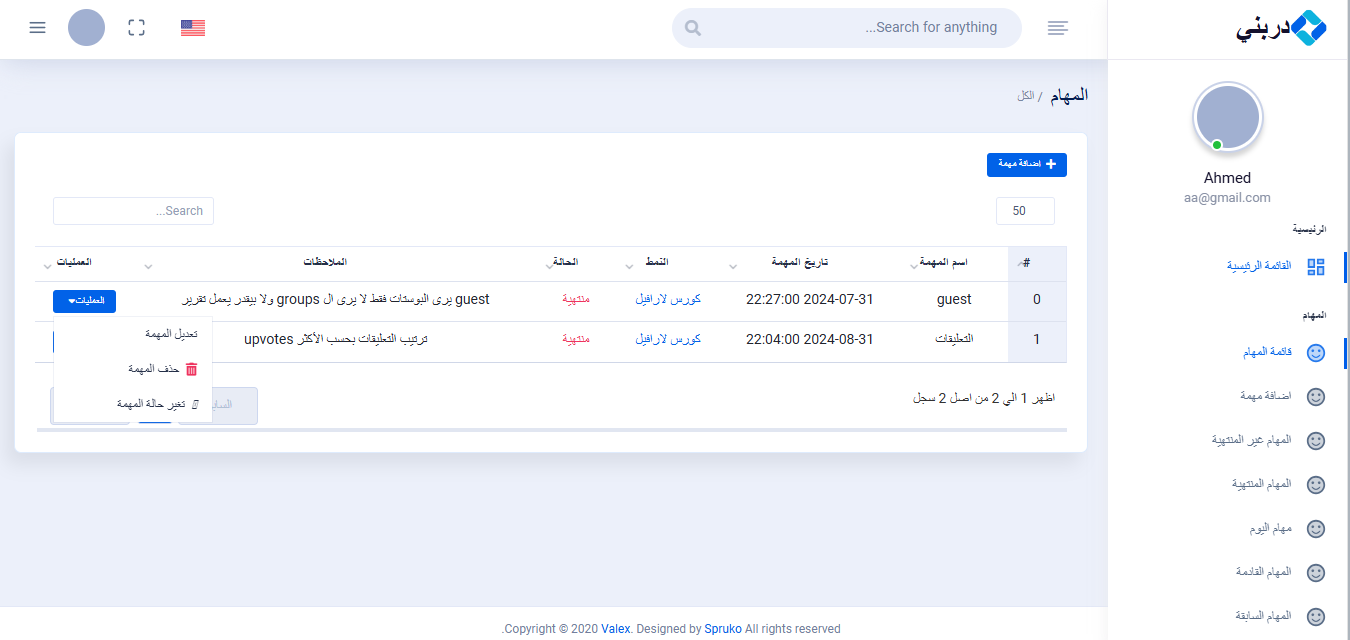 دربني
Search for anything...
Ahmed
aa@gmail.com
الرئيسية
القائمة الرئيسية
المهام
قائمة المهام
اضافة مهمة
المهام غير المنتهية
المهام المنتهية
مهام اليوم
المهام القادمة
المهام السابقة
المهام / الكل
اضافة مهمة
50
Search...
# اسم المهمة تاريخ المهمة النمط الحالة الملاحظات العمليات
0 guest 2024-07-31 22:27:00 كورس لارافيل منتهية guest يرى البوستات فقط لا يرى ال groups ولا بيقدر يعمل تقرير العمليات
1 التعليقات 2024-08-31 22:04:00 كورس لارافيل منتهية ترتيب التعليقات بحسب الأكثر upvotes
تعديل المهمة
حذف المهمة
تغير حالة المهمة
اظهر 1 الي 2 من اصل 2 سجل
Copyright © 2020 Valex. Designed by Spruko All rights reserved.